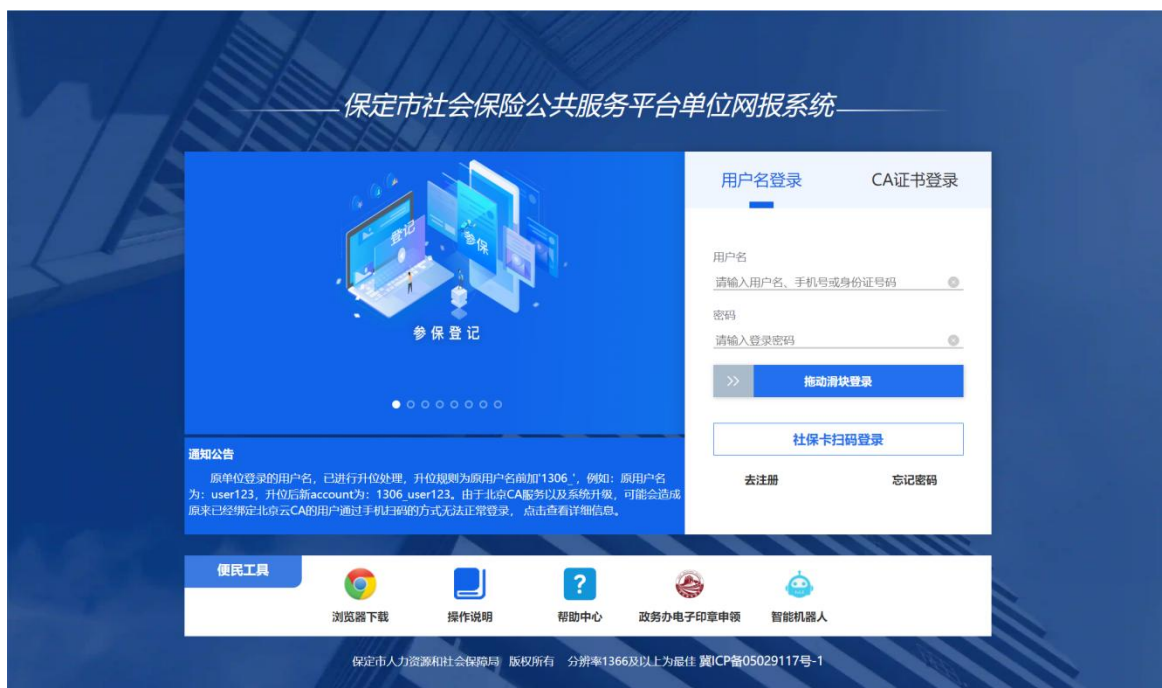 保定市社会保险公共服务平台单位网报系统
登记
参保
参保登记
通知公告
原单位登录的用户名，已进行升位处理，升位规则为原用户名前加'1306_'，例如：原用户名
为：user123，升位后新account为：1306_user123。由于北京CA服务以及系统升级，可能会造成
原来已经绑定北京云CA的用户通过手机扫码的方式无法正常登录， 点击查看详细信息。
用户名登录 CA证书登录
用户名
请输入用户名、手机号或身份证号码
密码
请输入登录密码
>> 拖动滑块登录
社保卡扫码登录
去注册 忘记密码
便民工具
浏览器下载 操作说明 帮助中心 政务办电子印章申领 智能机器人
保定市人力资源和社会保障局 版权所有 分辨率1366及以上为最佳 冀ICP备05029117号-1